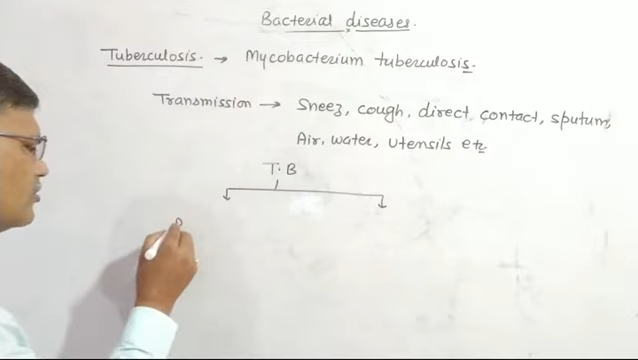 Bacterial diseases.
Tuberculosis. → Mycobacterium tuberculosis.
Transmission → Sneez, cough, direct contact, sputum,
Air, water, utensils etc
T.B